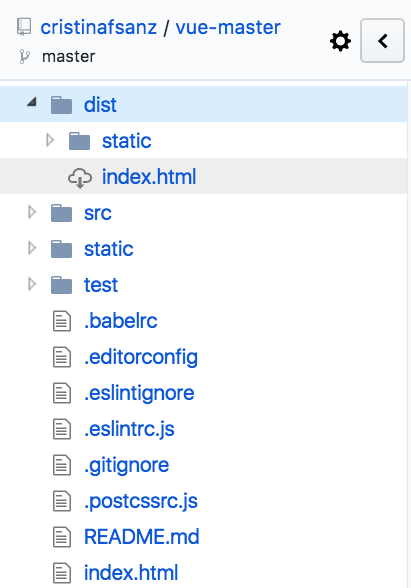 cristinafsanz / vue-master
master
dist
static
index.html
src
static
test
.babelrc
.editorconfig
.eslintignore
.eslintrc.js
.gitignore
.postcssrc.js
README.md
index.html